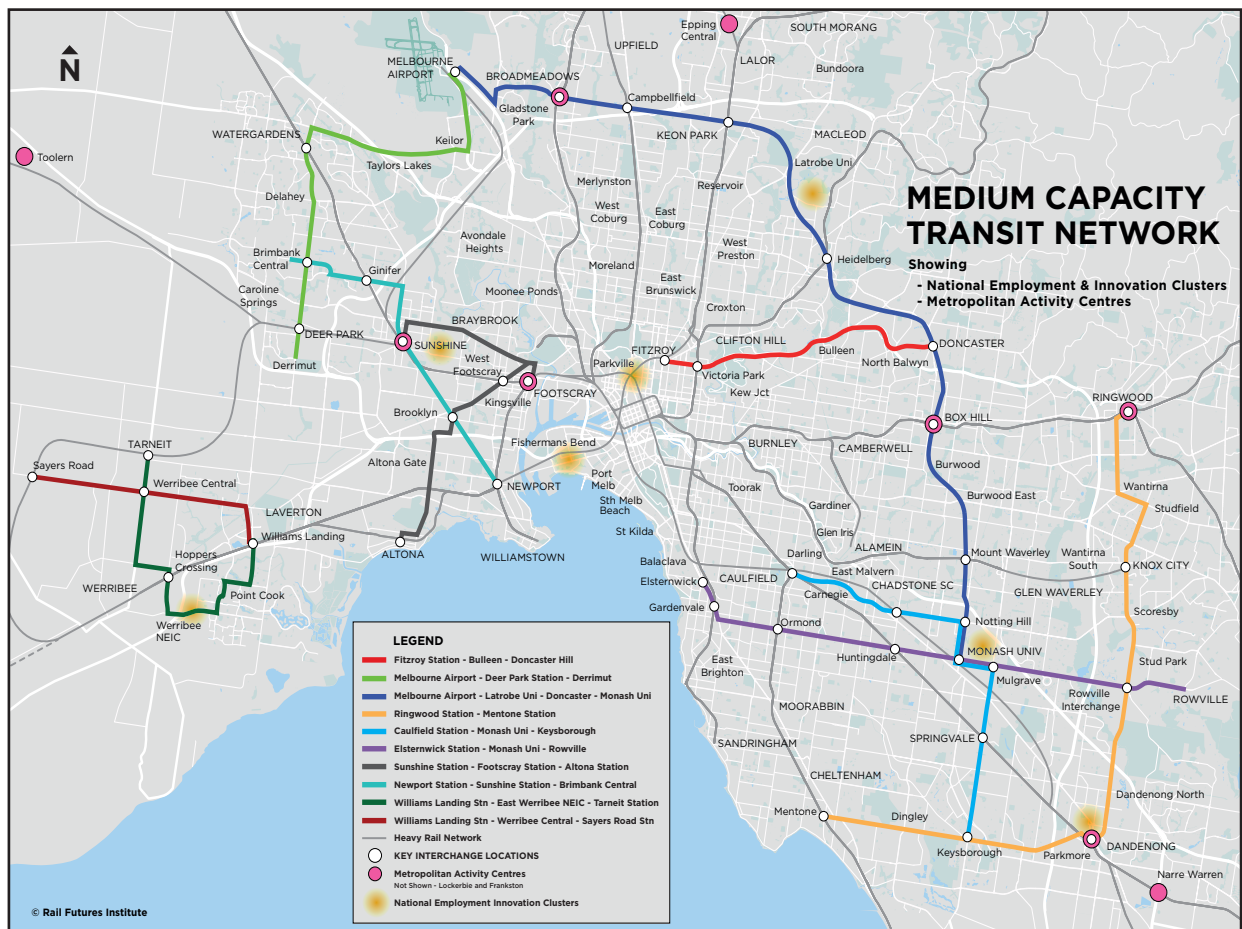 Epping
Central
SOUTH MORANG
UPFIELD
N
MELBOURNE
AIRPORT
LALOR
Bundoora
BROADMEADOWS
Gladstone
Park
Campbellfield
KEON PARK
MACLEOD
WATERGARDENS
Keilor
Taylors Lakes
Toolern
Latrobe Uni
Merlynston
Reservoir
MEDIUM CAPACITY
TRANSIT NETWORK
Showing
- National Employment & Innovation Clusters
- Metropolitan Activity Centres
Delahey
West
Coburg
East
Coburg
Avondale
Heights
West
Preston
Brimbank
Central
Ginifer
Moreland
Heidelberg
Caroline
Springs
Moonee Ponds
East
Brunswick
Croxton
BRAYBROOK
DEER PARK
SUNSHINE
CLIFTON HILL
FITZROY
Bulleen
DONCASTER
North Balwyn
Derrimut
West
Footscray
Parkville
Victoria Park
Kew Jct
FOOTSCRAY
Kingsville
RINGWOOD
Brooklyn
BOX HILL
TARNEIT
Fishermans Bend
BURNLEY
CAMBERWELL
Sayers Road
Altona Gate
Burwood
Werribee Central
NEWPORT
Port
Melb
Toorak
Wantirna
Sth Melb
Beach
Burwood East
Studfield
LAVERTON
Gardiner
Williams Landing
St Kilda
Glen Iris
ALTONA
WILLIAMSTOWN
ALAMEIN
Hoppers
Crossing
Darling
Mount Waverley
Wantirna
South
Balaclava
KNOX CITY
Elsternwick
CAULFIELD
East Malvern
CHADSTONE SC
WERRIBEE
Point Cook
Carnegie
GLEN WAVERLEY
Gardenvale
Scoresby
Werribee
NEIC
Ormond
Notting Hill
MONASH UNIV
Huntingdale
East
Brighton
Mulgrave
Stud Park
Rowville
Interchange
ROWVILLE
MOORABBIN
SPRINGVALE
SANDRINGHAM
CHELTENHAM
Dandenong North
Mentone
Dingley
Keysborough
Parkmore
DANDENONG
Narre Warren
LEGEND
Fitzroy Station - Bulleen - Doncaster Hill
Melbourne Airport - Deer Park Station - Derrimut
Melbourne Airport - Latrobe Uni - Doncaster - Monash Uni
Ringwood Station - Mentone Station
Caulfield Station - Monash Uni - Keysborough
Elsternwick Station - Monash Uni - Rowville
Sunshine Station - Footscray Station - Altona Station
Newport Station - Sunshine Station - Brimbank Central
Williams Landing Stn - East Werribee NEIC - Tarneit Station
Williams Landing Stn - Werribee Central - Sayers Road Stn
Heavy Rail Network
KEY INTERCHANGE LOCATIONS
Metropolitan Activity Centres
Not Shown - Lockerbie and Frankston
National Employment Innovation Clusters
© Rail Futures Institute